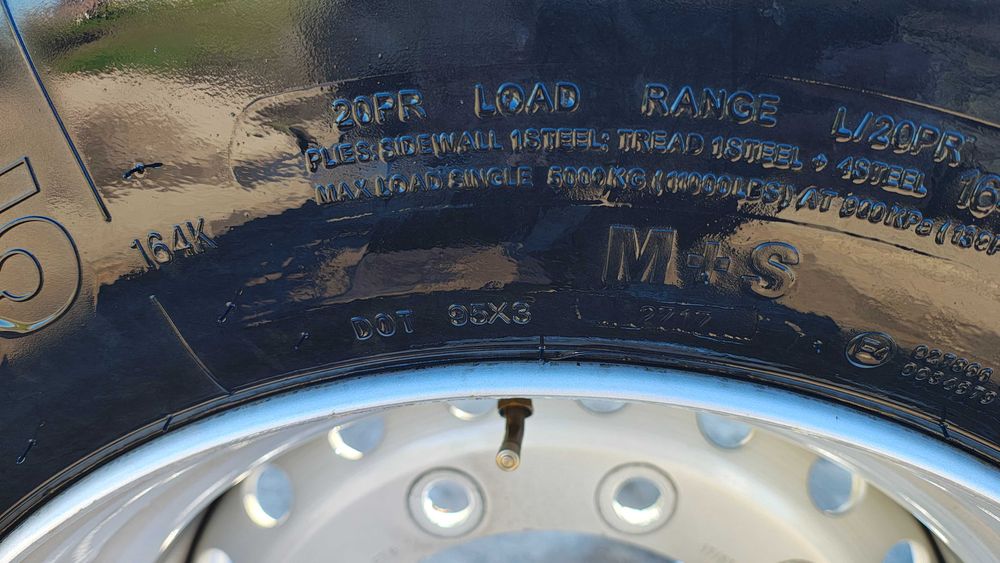 20PR LOAD RANGE L/20PR
PLIES: SIDEWALL 1STEEL; TREAD 1STEEL + 4STEEL
MAX LOAD SINGLE 5000KG (11000LBS) AT 900KPa
164K
M+S
DOT 95X3 2717
E4